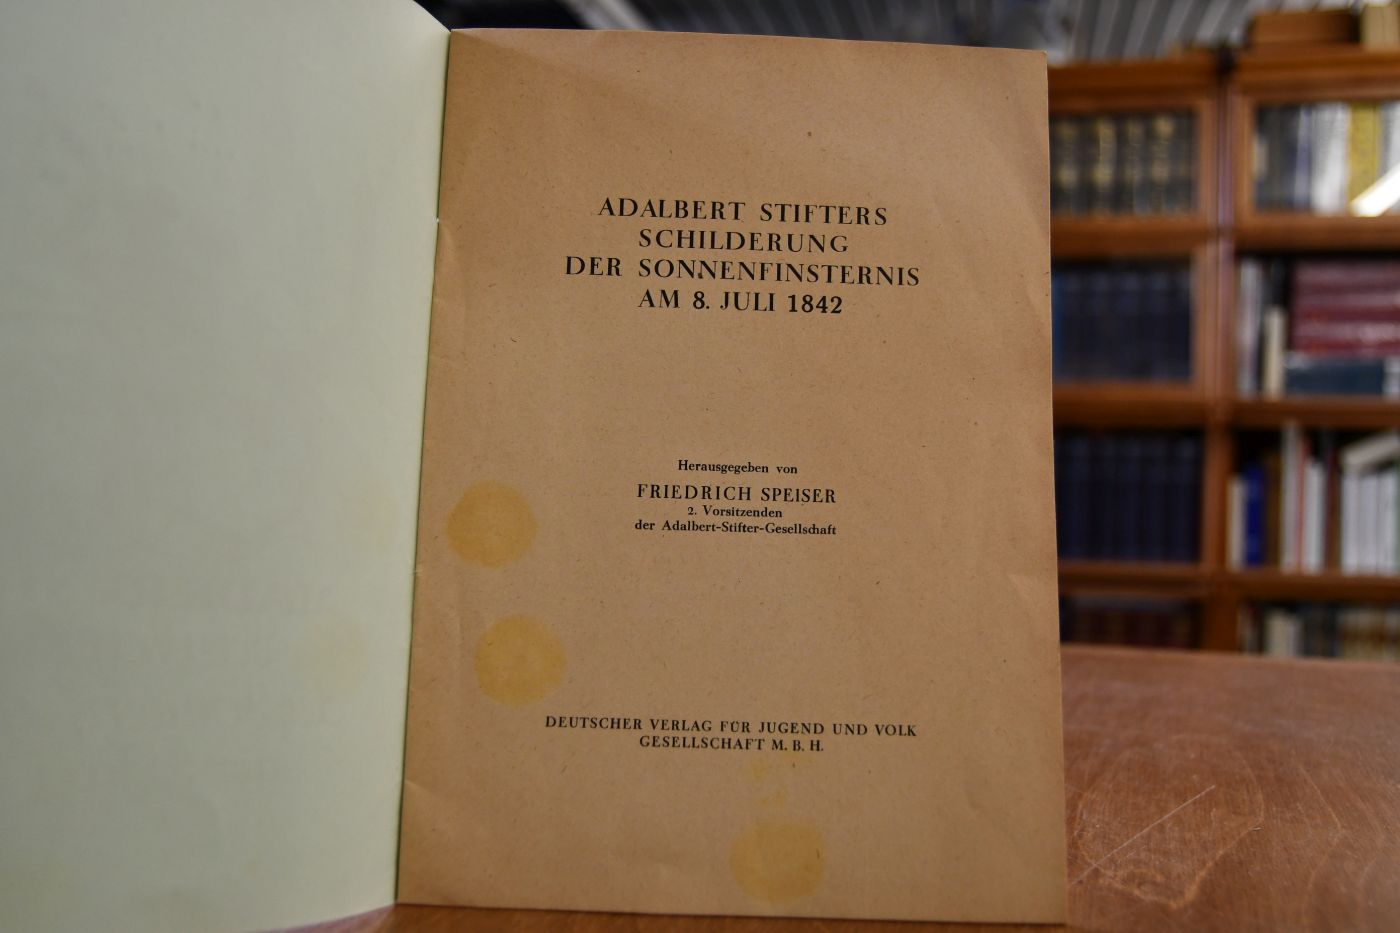 ADALBERT STIFTERS
SCHILDERUNG
DER SONNENFINSTERNIS
AM 8. JULI 1842
Herausgegeben von
FRIEDRICH SPEISER
2. Vorsitzenden
der Adalbert-Stifter-Gesellschaft
DEUTSCHER VERLAG FÜR JUGEND UND VOLK
GESELLSCHAFT M. B. H.